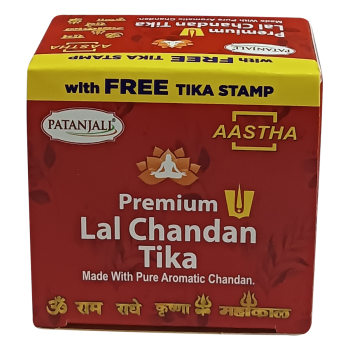 Premium
Lal Chandan Tika
Made With Pure Aromatic Chandan.
AASTHA
with FREE
TIKA STAMP
with FREE TIKA STAMP
PATANJALI
AASTHA
Premium
Lal Chandan
Tika
Made With Pure Aromatic Chandan.
ॐ राम राधे कृष्णा महाकाल